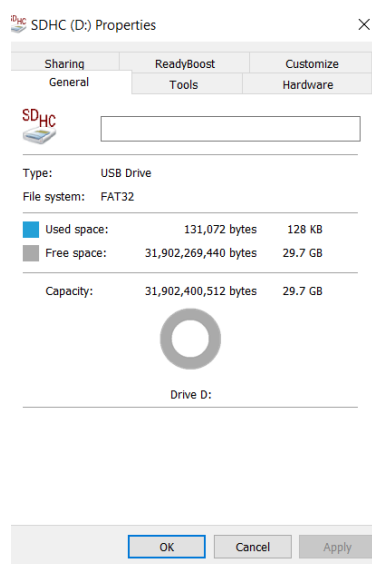 SDHC SDHC (D:) Properties
Sharing ReadyBoost Customize
General Tools Hardware
SDHC
Type: USB Drive
File system: FAT32
Used space: 131,072 bytes 128 KB
Free space: 31,902,269,440 bytes 29.7 GB
Capacity: 31,902,400,512 bytes 29.7 GB
Drive D:
OK Cancel Apply